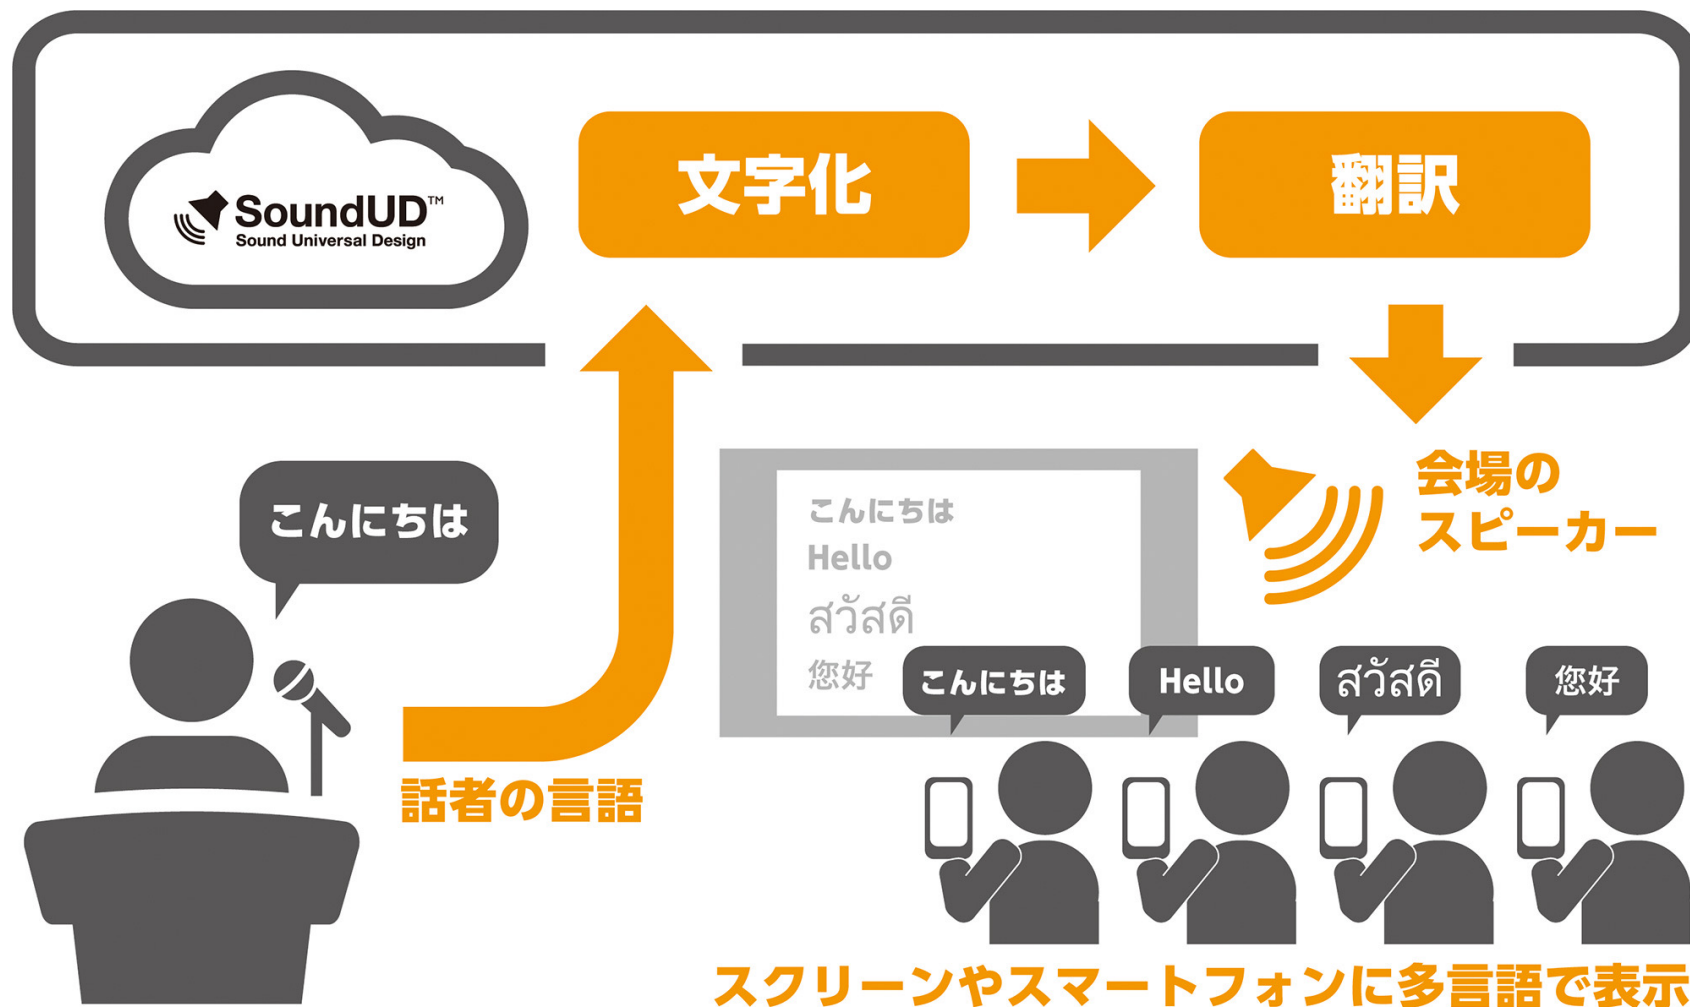 SoundUD™
Sound Universal Design
文字化
翻訳
こんにちは
話者の言語
会場の
スピーカー
こんにちは
Hello
สวัสดี
您好
こんにちは
Hello
สวัสดี
您好
スクリーンやスマートフォンに多言語で表示